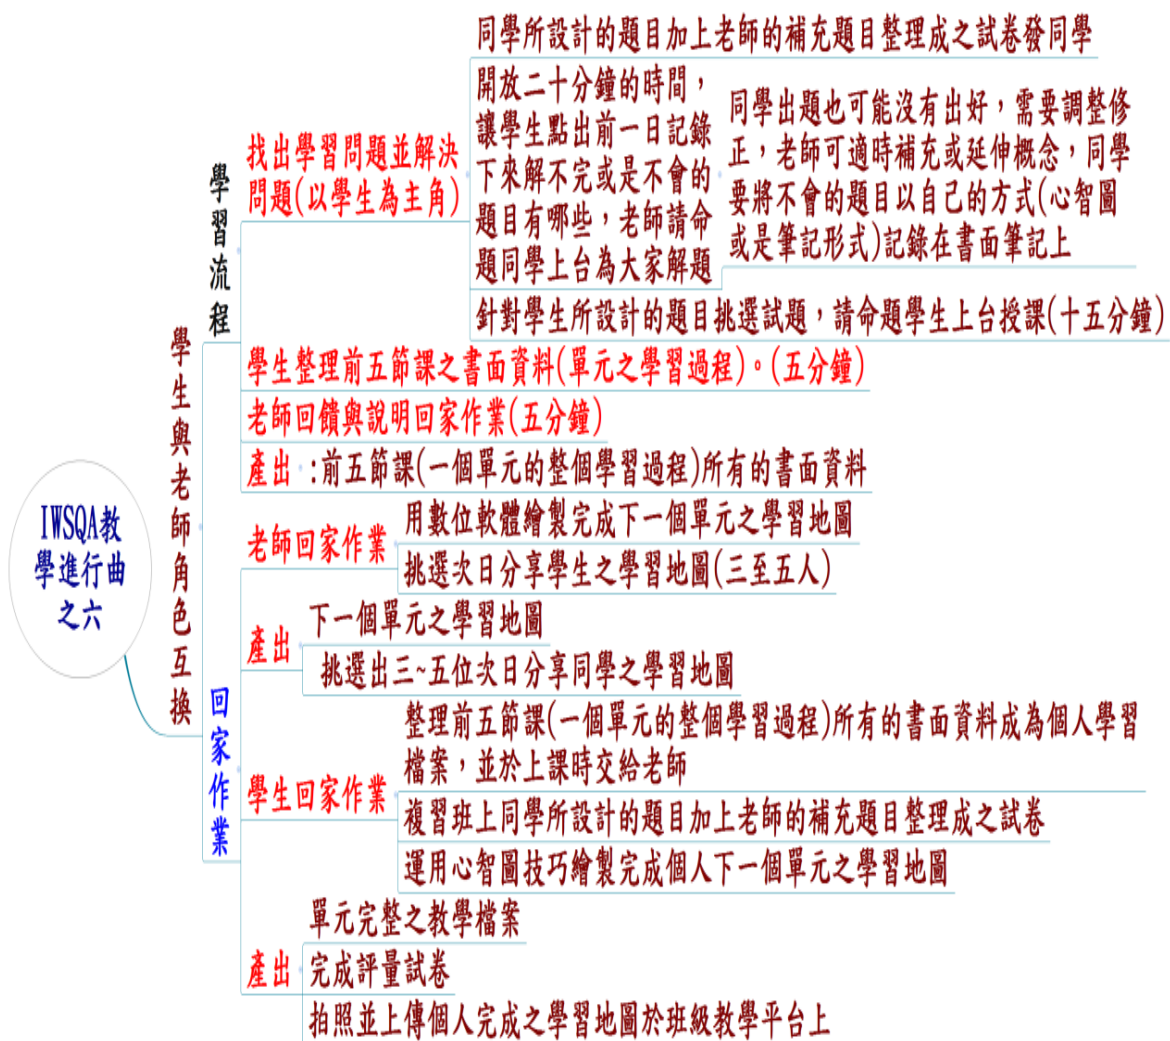 IWSQA教
學進行曲
之六
學生與老師角色互換
學習流程
找出學習問題並解決
問題(以學生為主角)
同學所設計的題目加上老師的補充題目整理成之試卷發同學
開放二十分鐘的時間，
讓學生點出前一日記錄
下來解不完或是不會的
題目有哪些，老師請命
題同學上台為大家解題
同學出題也可能沒有出好，需要調整修
正，老師可適時補充或延伸概念，同學
要將不會的題目以自己的方式(心智圖
或是筆記形式)記錄在書面筆記上
針對學生所設計的題目挑選試題，請命題學生上台授課(十五分鐘)
學生整理前五節課之書面資料(單元之學習過程)。(五分鐘)
老師回饋與說明回家作業(五分鐘)
產出
:前五節課(一個單元的整個學習過程)所有的書面資料
回家作業
老師回家作業
用數位軟體繪製完成下一個單元之學習地圖
挑選次日分享學生之學習地圖(三至五人)
產出
下一個單元之學習地圖
挑選出三~五位次日分享同學之學習地圖
學生回家作業
整理前五節課(一個單元的整個學習過程)所有的書面資料成為個人學習
檔案，並於上課時交給老師
複習班上同學所設計的題目加上老師的補充題目整理成之試卷
運用心智圖技巧繪製完成個人下一個單元之學習地圖
產出
單元完整之教學檔案
完成評量試卷
拍照並上傳個人完成之學習地圖於班級教學平台上